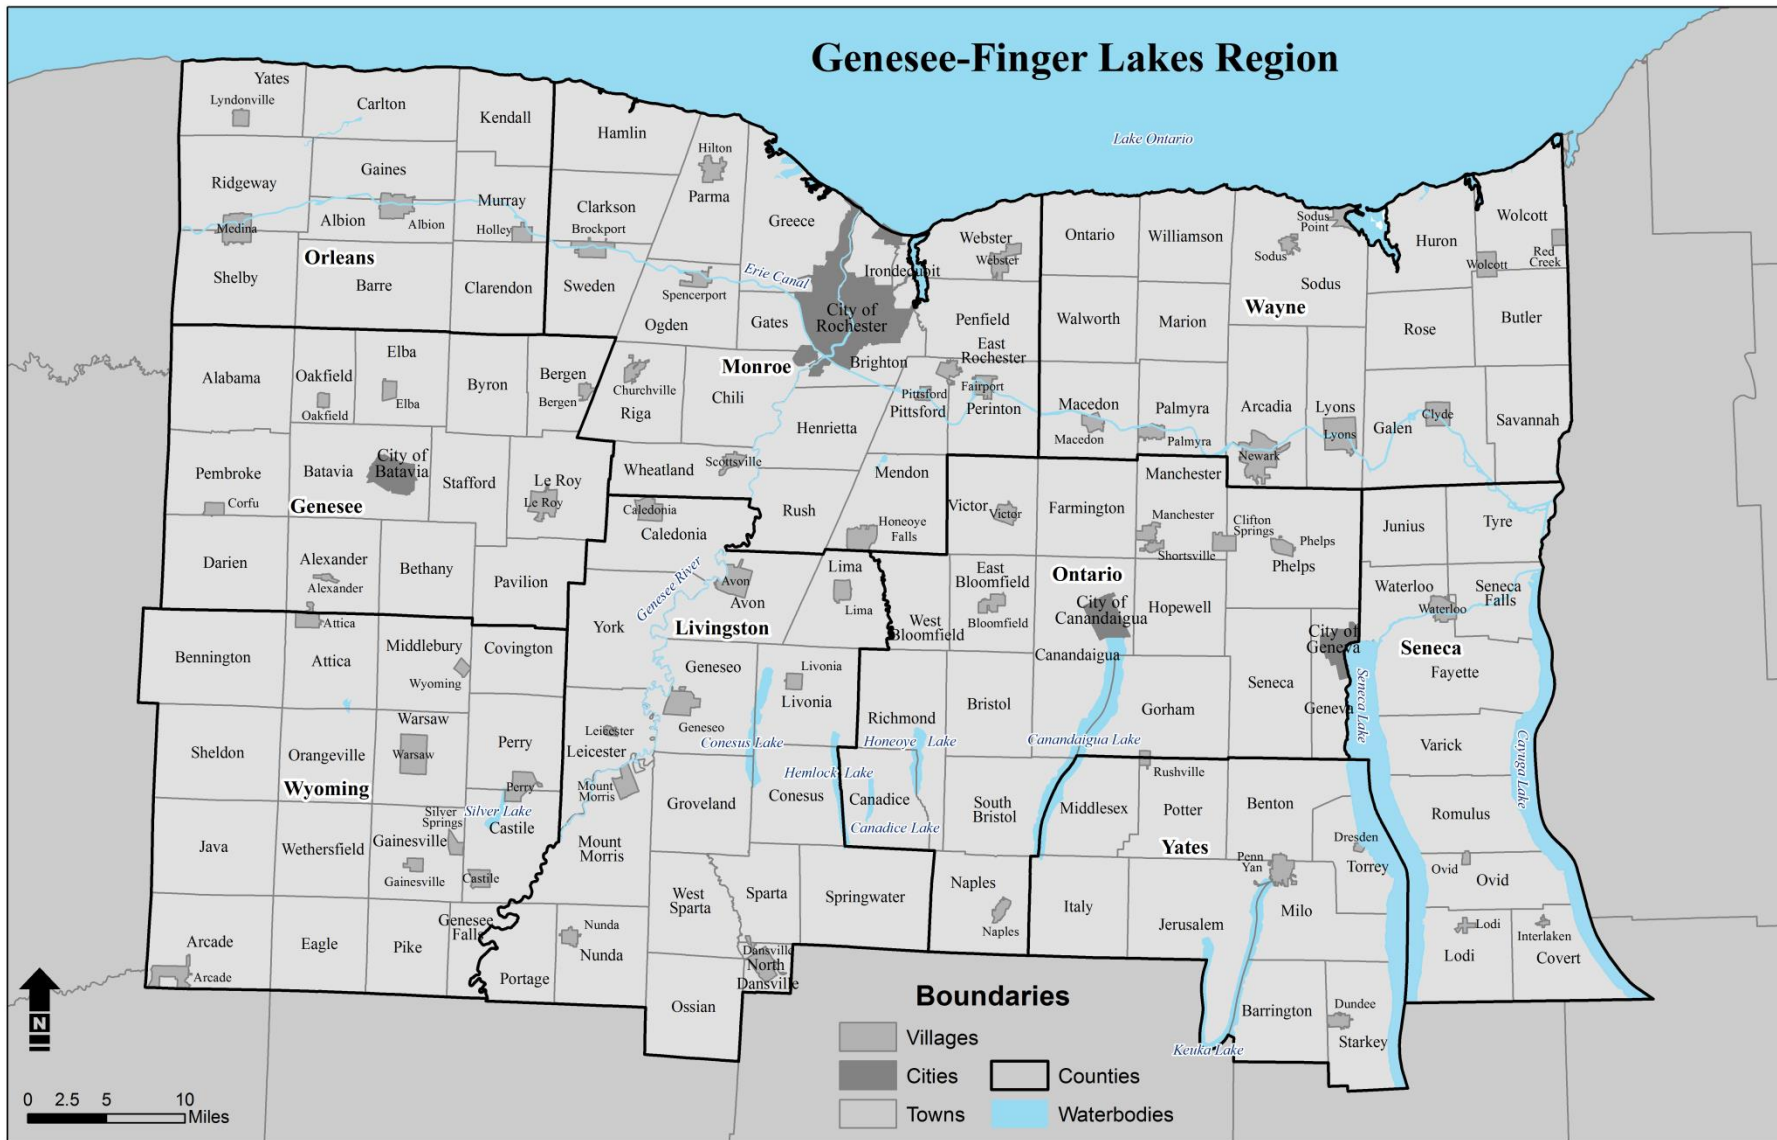 Genesee-Finger Lakes Region
Lake Ontario
Yates
Lyndonville
Carlton
Kendall
Hamlin
Hilton
Parma
Ridgeway
Gaines
Murray
Clarkson
Brockport
Greece
Medina
Albion
Albion
Holley
Orleans
Shelby
Barre
Clarendon
Sweden
Spencerport
Ogden
Erie Canal
Gates
City of
Rochester
Irondequoit
Webster
Webster
Penfield
East
Rochester
Brighton
Monroe
Ontario
Williamson
Sodus
Point
Sodus
Sodus
Wayne
Huron
Wolcott
Wolcott
Red
Creek
Walworth
Marion
Rose
Butler
Alabama
Oakfield
Oakfield
Elba
Elba
Byron
Bergen
Bergen
Churchville
Riga
Chili
Henrietta
Pittsford
Pittsford
Fairport
Perinton
Macedon
Macedon
Palmyra
Palmyra
Arcadia
Newark
Lyons
Lyons
Galen
Clyde
Savannah
Pembroke
Corfu
Batavia
City of
Batavia
Genesee
Stafford
Le Roy
Le Roy
Wheatland
Scottsville
Mendon
Rush
Honeoye
Falls
Victor
Victor
Farmington
Manchester
Manchester
Shortsville
Clifton
Springs
Phelps
Phelps
Junius
Tyre
Darien
Alexander
Alexander
Bethany
Pavilion
Caledonia
Caledonia
Genesee River
Avon
Avon
Lima
Lima
Livingston
York
West
Bloomfield
East
Bloomfield
Bloomfield
Ontario
City of
Canandaigua
Canandaigua
Hopewell
City of
Geneva
Geneva
Seneca
Waterloo
Waterloo
Seneca
Falls
Seneca
Fayette
Bennington
Attica
Attica
Middlebury
Wyoming
Covington
Geneseo
Geneseo
Livonia
Livonia
Richmond
Bristol
Gorham
Seneca Lake
Varick
Cayuga Lake
Sheldon
Orangeville
Warsaw
Warsaw
Perry
Perry
Leicester
Leicester
Conesus Lake
Honeoye Lake
Canandaigua Lake
Rushville
Wyoming
Silver Lake
Silver
Springs
Castile
Castile
Mount
Morris
Mount
Morris
Groveland
Hemlock Lake
Conesus
Canadice
Canadice Lake
South
Bristol
Middlesex
Potter
Benton
Yates
Dresden
Torrey
Romulus
Java
Wethersfield
Gainesville
Gainesville
West
Sparta
Sparta
Springwater
Naples
Naples
Italy
Jerusalem
Penn
Yan
Milo
Ovid
Ovid
Arcade
Arcade
Eagle
Pike
Genesee
Falls
Portage
Nunda
Nunda
Ossian
Dansville
North
Dansville
Lodi
Lodi
Interlaken
Covert
Barrington
Dundee
Starkey
Keuka Lake
N
0 2.5 5 10
Miles
Boundaries
Villages
Cities
Counties
Towns
Waterbodies